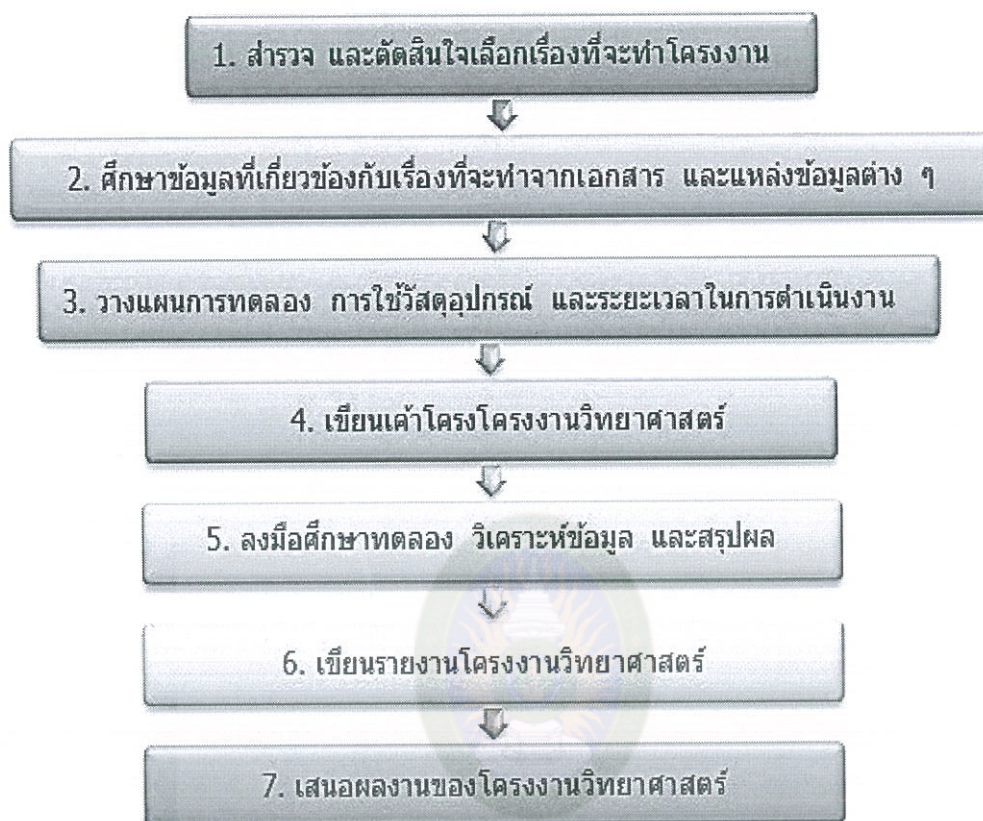 1. สำรวจ และตัดสินใจเลือกเรื่องที่จะทำโครงงาน
2. ศึกษาข้อมูลที่เกี่ยวข้องกับเรื่องที่จะทำจากเอกสาร และแหล่งข้อมูลต่าง ๆ
3. วางแผนการทดลอง การใช้วัสดุอุปกรณ์ และระยะเวลาในการดำเนินงาน
4. เขียนเค้าโครงโครงงานวิทยาศาสตร์
5. ลงมือศึกษาทดลอง วิเคราะห์ข้อมูล และสรุปผล
6. เขียนรายงานโครงงานวิทยาศาสตร์
7. เสนอผลงานของโครงงานวิทยาศาสตร์